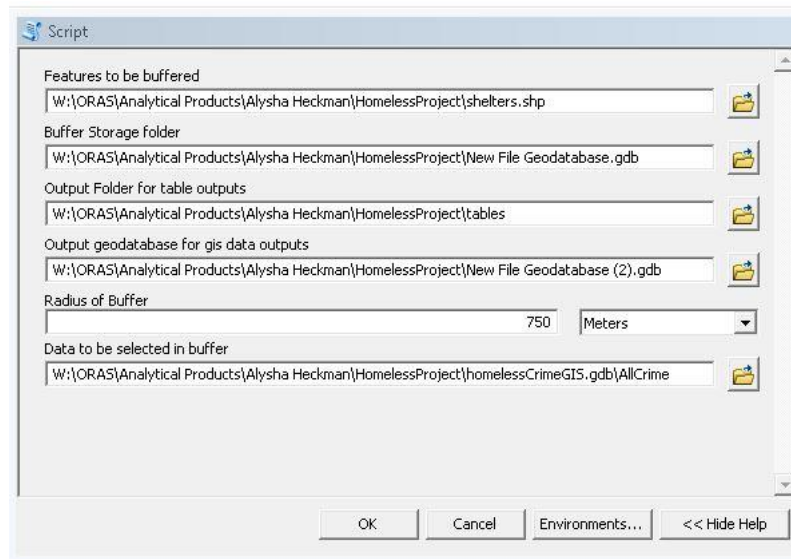 Script
Features to be buffered
W:\ORAS\Analytical Products\Alysha Heckman\HomelessProject\shelters.shp
Buffer Storage folder
W:\ORAS\Analytical Products\Alysha Heckman\HomelessProject\New File Geodatabase.gdb
Output Folder for table outputs
W:\ORAS\Analytical Products\Alysha Heckman\HomelessProject\tables
Output geodatabase for gis data outputs
W:\ORAS\Analytical Products\Alysha Heckman\HomelessProject\New File Geodatabase (2).gdb
Radius of Buffer
750 Meters
Data to be selected in buffer
W:\ORAS\Analytical Products\Alysha Heckman\HomelessProject\homelessCrimeGIS.gdb\AllCrime
OK Cancel Environments... << Hide Help